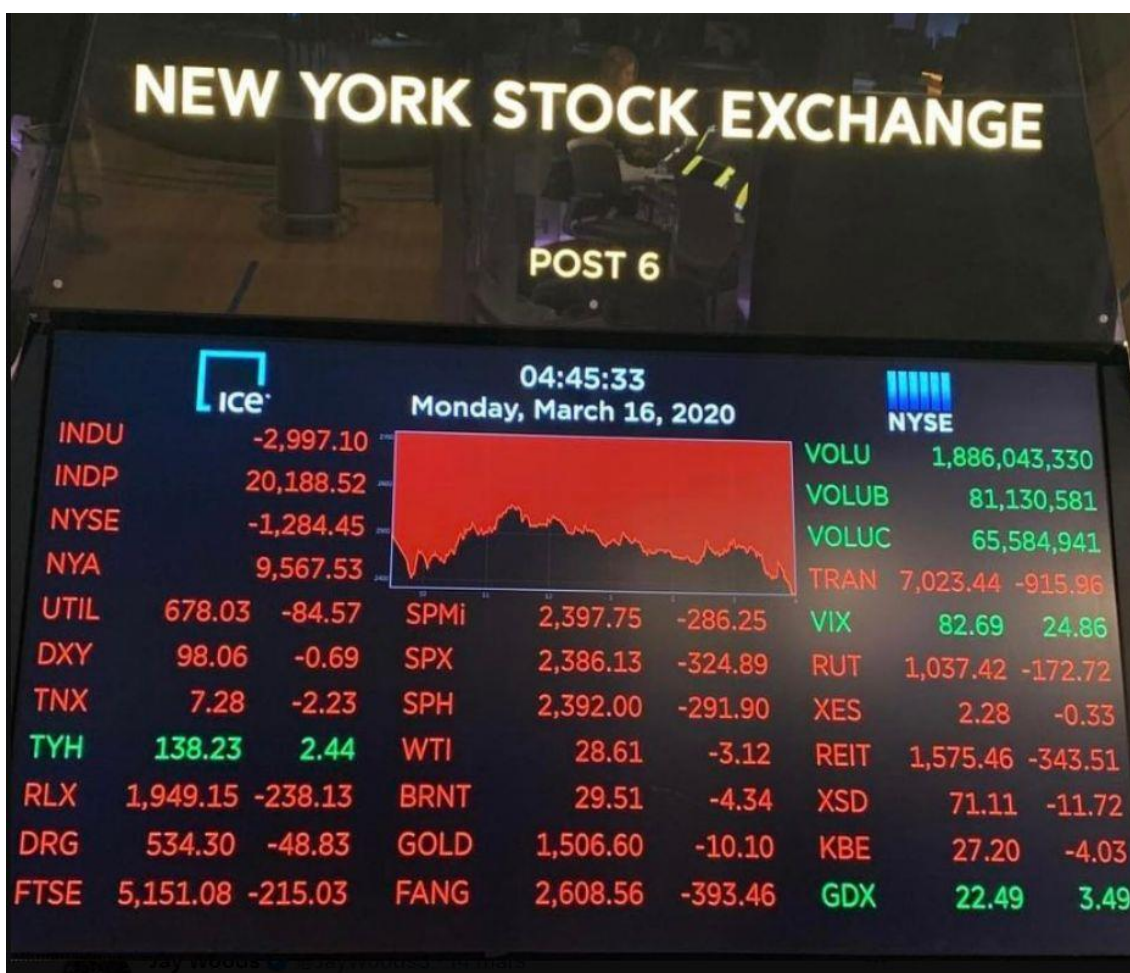 NEW YORK STOCK EXCHANGE
POST 6
ICE
04:45:33
Monday, March 16, 2020
NYSE
INDU -2,997.10
INDP 20,188.52
NYSE -1,284.45
NYA 9,567.53
UTIL 678.03 -84.57
DXY 98.06 -0.69
TNX 7.28 -2.23
TYH 138.23 2.44
RLX 1,949.15 -238.13
DRG 534.30 -48.83
FTSE 5,151.08 -215.03
SPMi 2,397.75 -286.25
SPX 2,386.13 -324.89
SPH 2,392.00 -291.90
WTI 28.61 -3.12
BRNT 29.51 -4.34
GOLD 1,506.60 -10.10
FANG 2,608.56 -393.46
VOLU 1,886,043,330
VOLUB 81,130,581
VOLUC 65,584,941
TRAN 7,023.44 -915.96
VIX 82.69 24.86
RUT 1,037.42 -172.72
XES 2.28 -0.33
REIT 1,575.46 -343.51
XSD 71.11 -11.72
KBE 27.20 -4.03
GDX 22.49 3.49